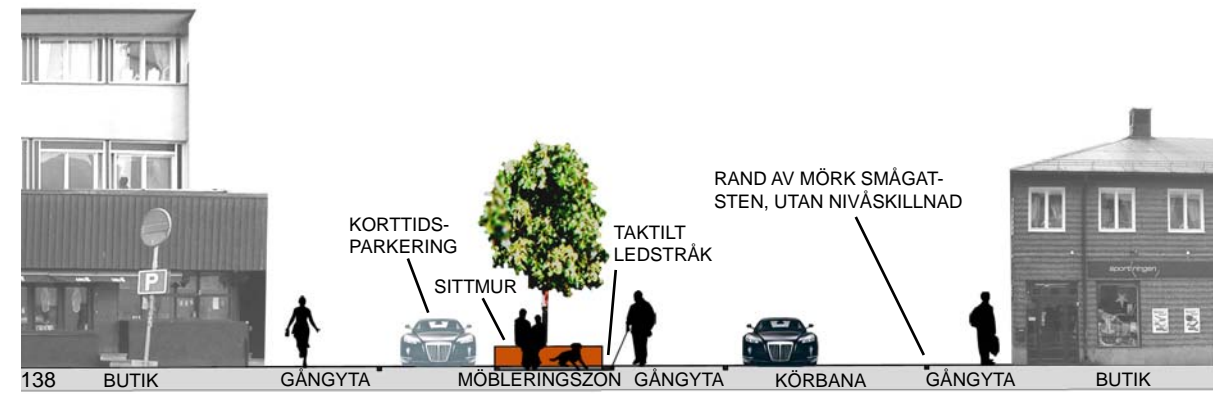 RAND AV MÖRK SMÅGAT-
STEN, UTAN NIVÅSKILLNAD
KORTTIDS-
PARKERING
TAKTILT
LEDSTRÅK
SITTMUR
P
sportringen
138 BUTIK GÅNGYTA MÖBLERINGSZON GÅNGYTA KÖRBANA GÅNGYTA BUTIK